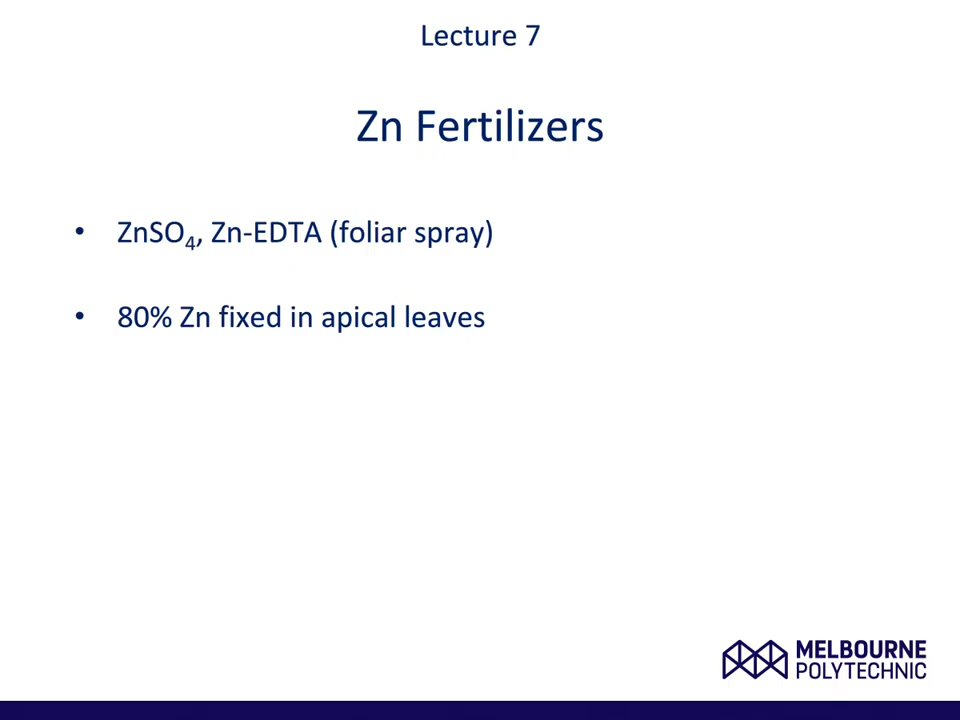 Lecture 7
Zn Fertilizers
• ZnSO₄, Zn-EDTA (foliar spray)
• 80% Zn fixed in apical leaves
MELBOURNE
POLYTECHNIC